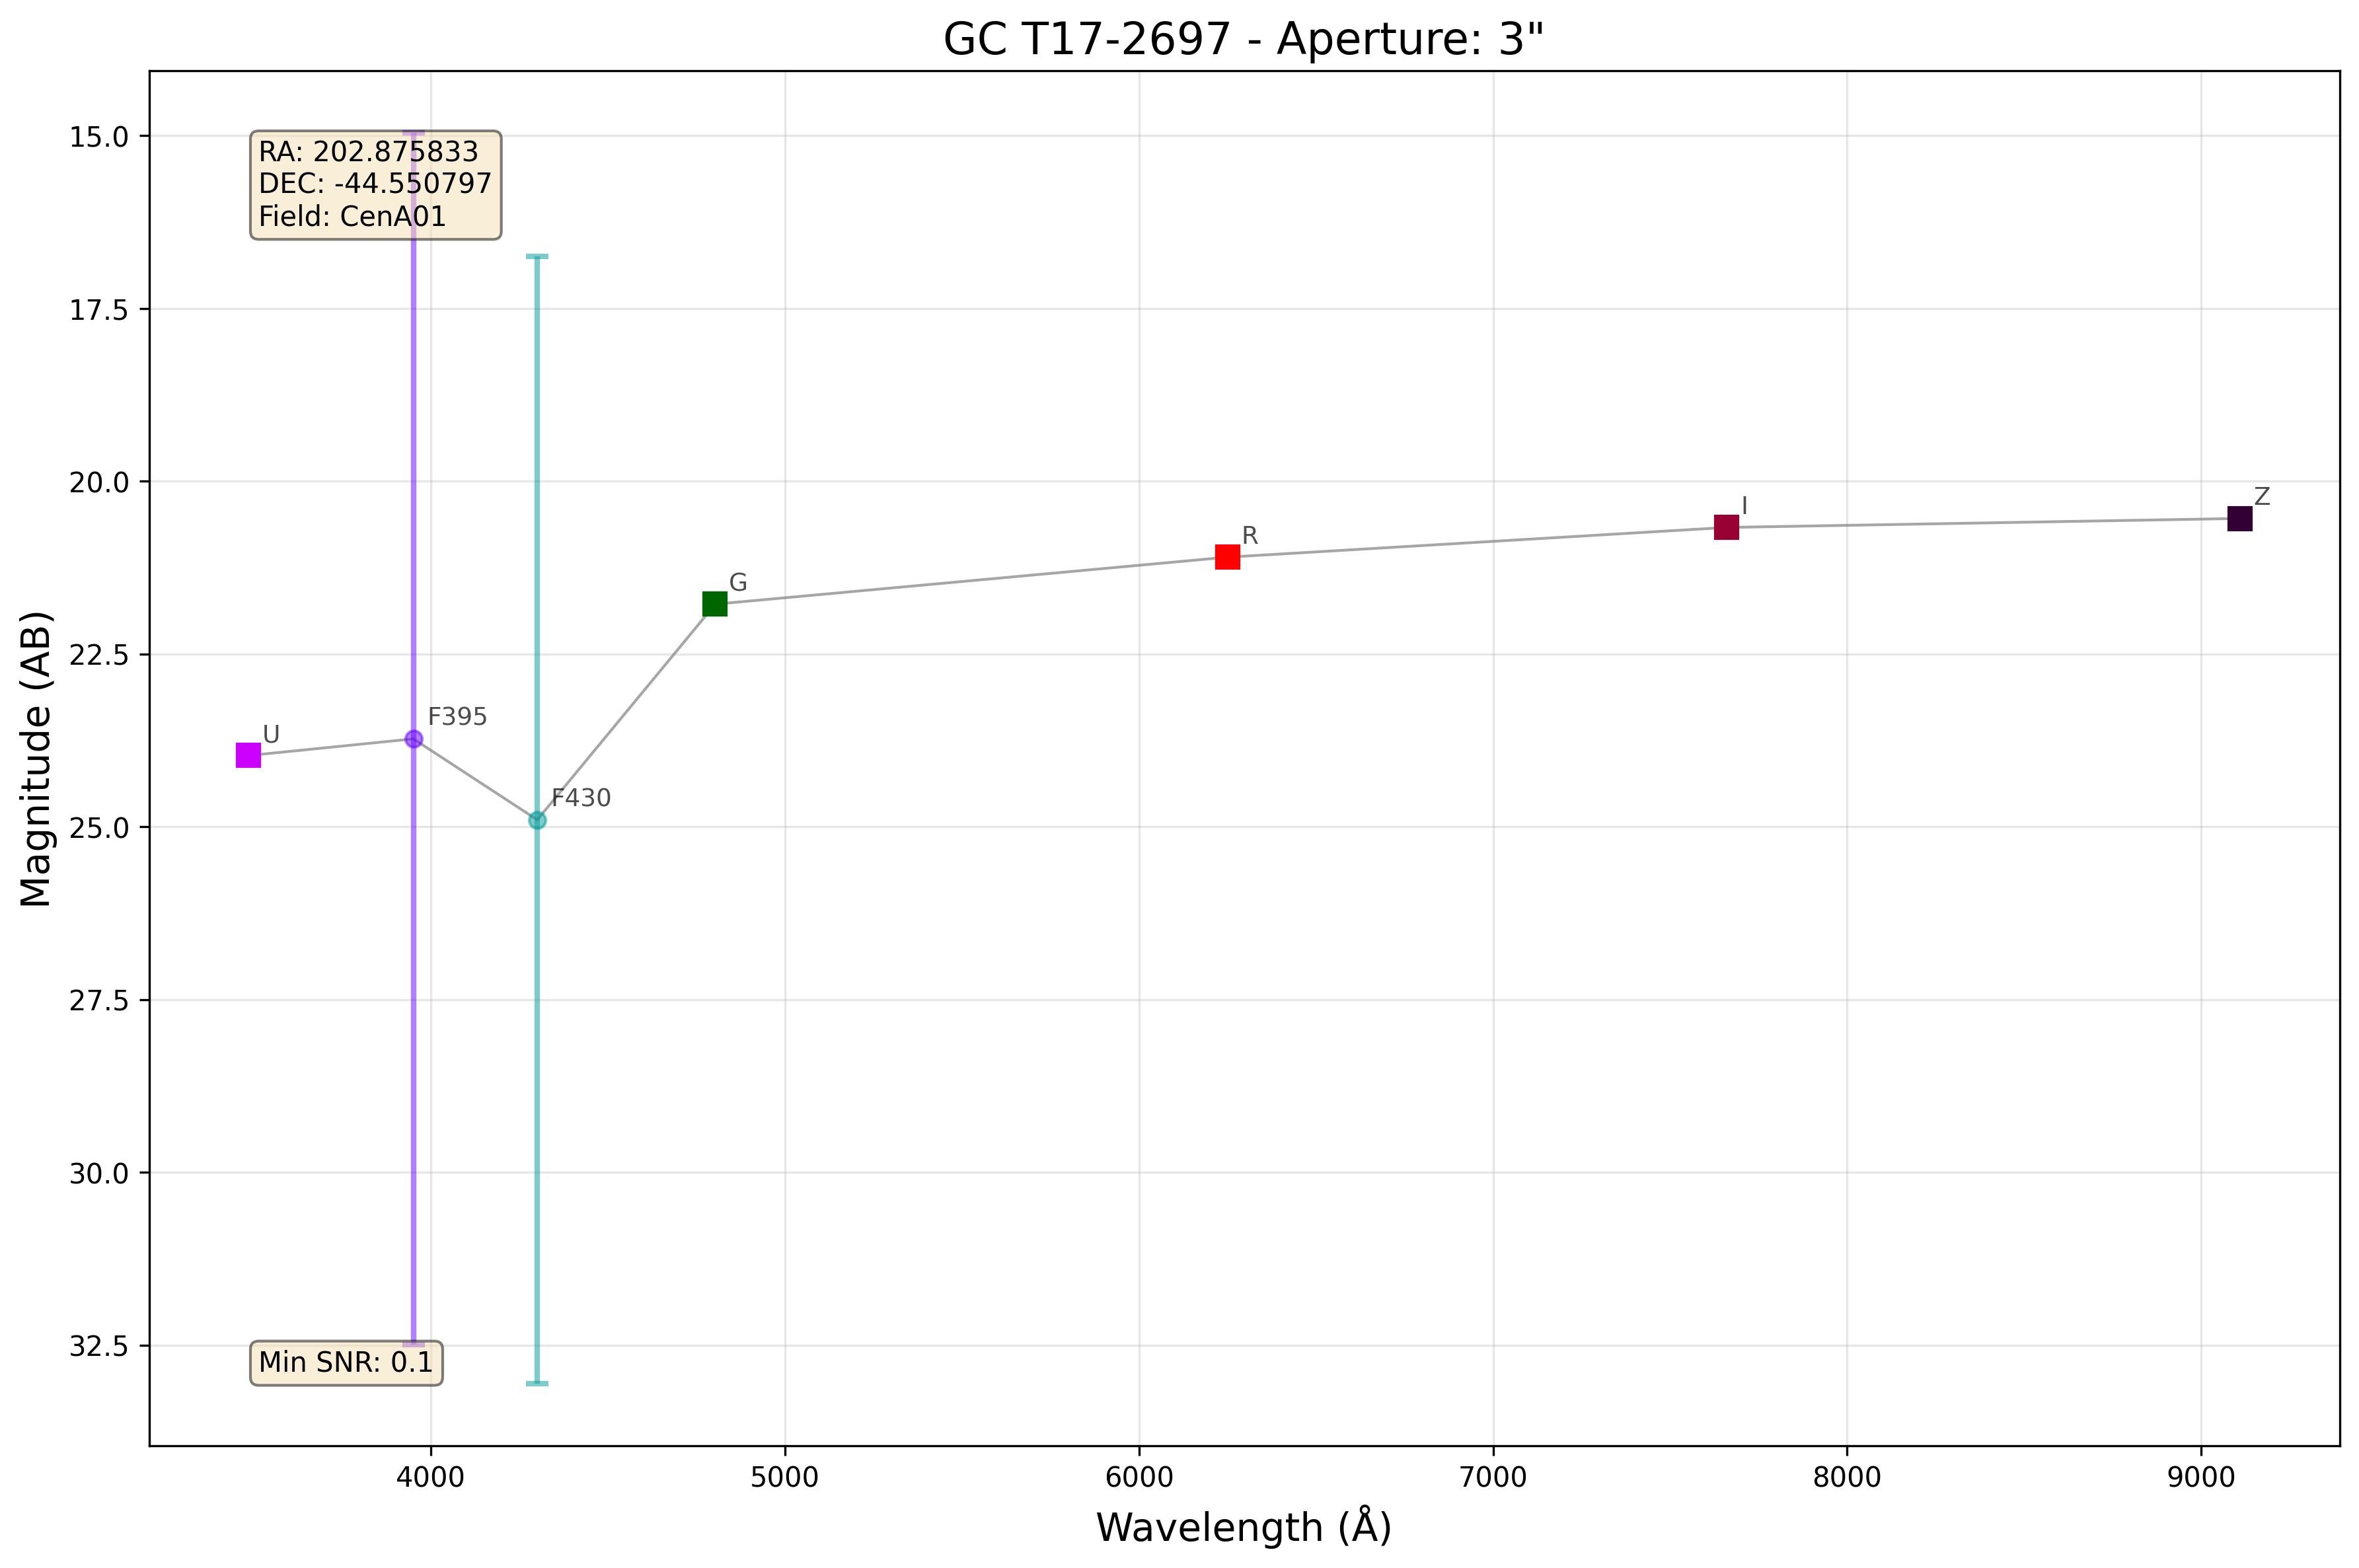 GC T17-2697 - Aperture: 3"
RA: 202.875833
DEC: -44.550797
Field: CenA01
15.0
17.5
20.0
22.5
25.0
27.5
30.0
32.5
Magnitude (AB)
U
F395
F430
G
R
I
Z
Min SNR: 0.1
4000
5000
6000
7000
8000
9000
Wavelength (Å)